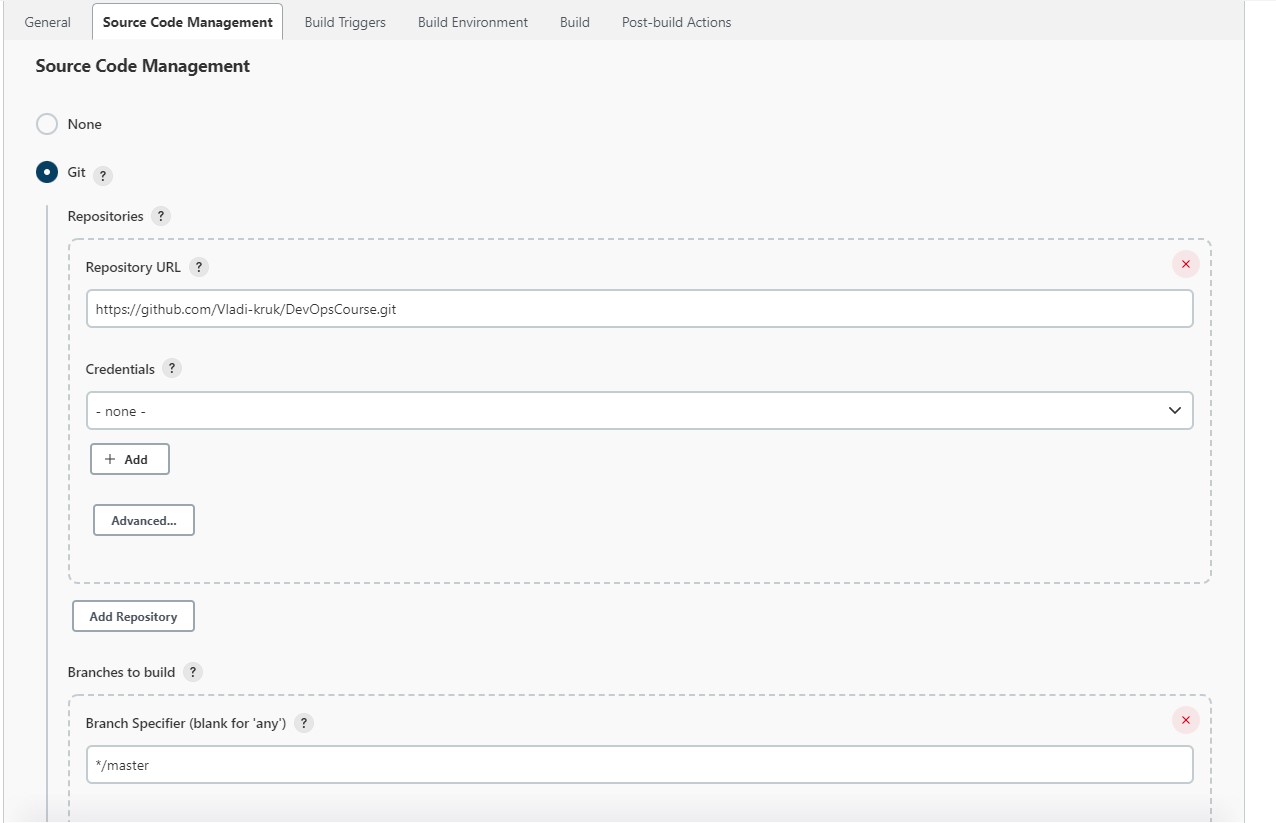 General Source Code Management Build Triggers Build Environment Build Post-build Actions
Source Code Management
None
Git ?
Repositories ?
Repository URL ?
https://github.com/Vladi-kruk/DevOpsCourse.git
Credentials ?
- none -
+ Add
Advanced...
Add Repository
Branches to build ?
Branch Specifier (blank for 'any') ?
*/master